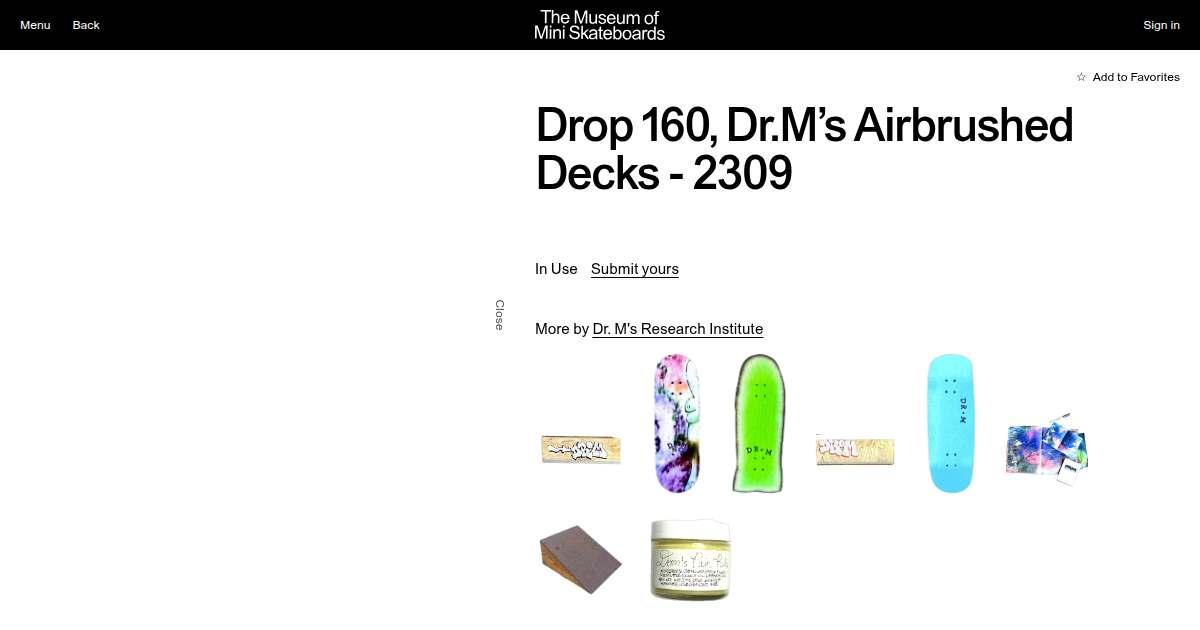 Menu
Back
The Museum of
Mini Skateboards
Sign in
☆ Add to Favorites
Drop 160, Dr.M’s Airbrushed
Decks - 2309
In Use
Submit yours
Close
More by Dr. M's Research Institute
DR·M
DR·M